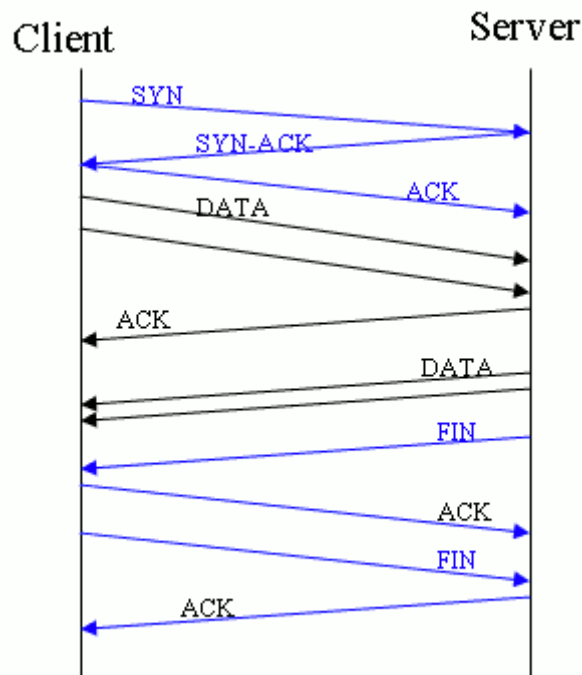 Client
Server
SYN
SYN-ACK
ACK
DATA
ACK
DATA
FIN
ACK
FIN
ACK